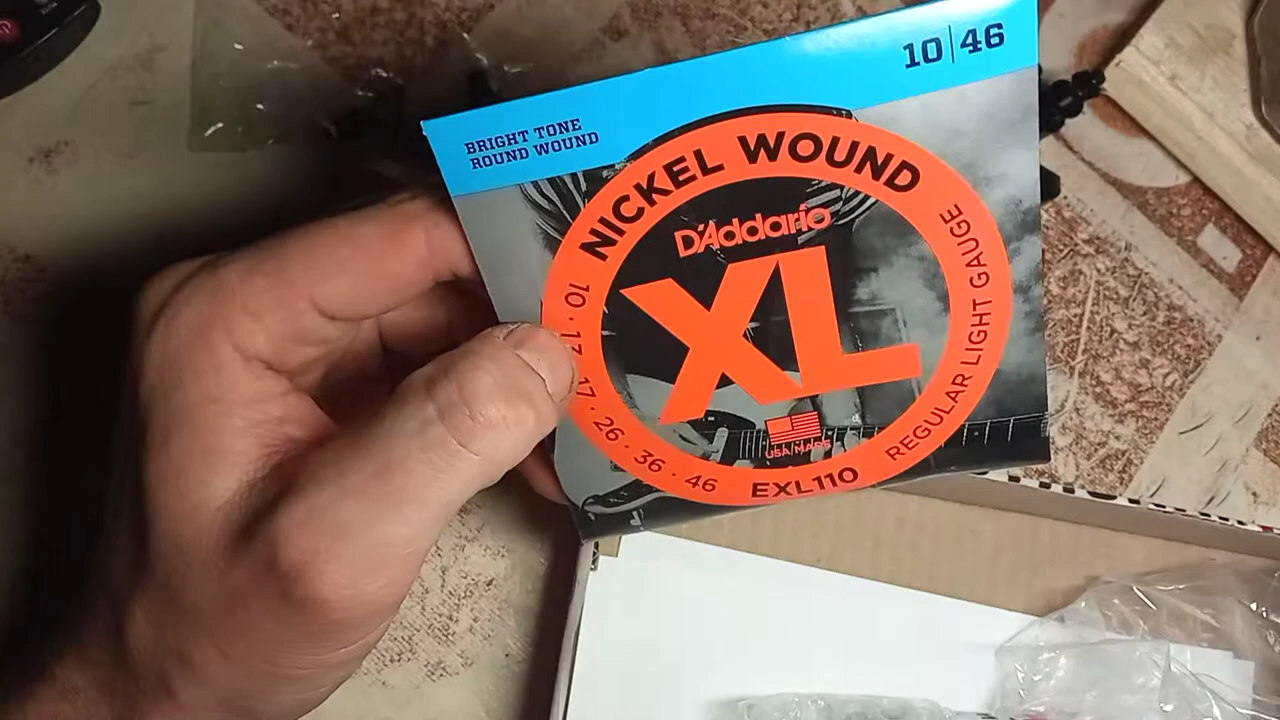 10|46
BRIGHT TONE
ROUND WOUND
NICKEL WOUND
D'Addario
XL
USA MADE
10 · 13 · 17 · 26 · 36 · 46
EXL110
REGULAR LIGHT GAUGE